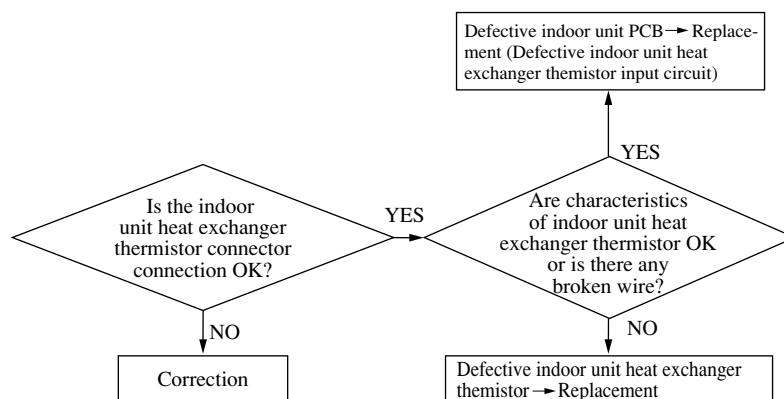 Defective indoor unit PCB → Replace-
ment (Defective indoor unit heat
exchanger themistor input circuit)
YES
Is the indoor
unit heat exchanger
thermistor connector
connection OK?
YES
Are characteristics
of indoor unit heat
exchanger thermistor OK
or is there any
broken wire?
NO
Correction
NO
Defective indoor unit heat exchanger
themistor → Replacement